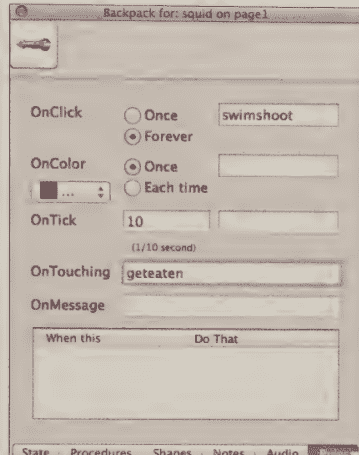 Backpack for: squid on page1
OnClick Once swimshoot
Forever
OnColor Once
... Each time
OnTick 10
(1/10 second)
OnTouching geteaten
OnMessage
When this Do That
State Procedures Shapes Notes Audio